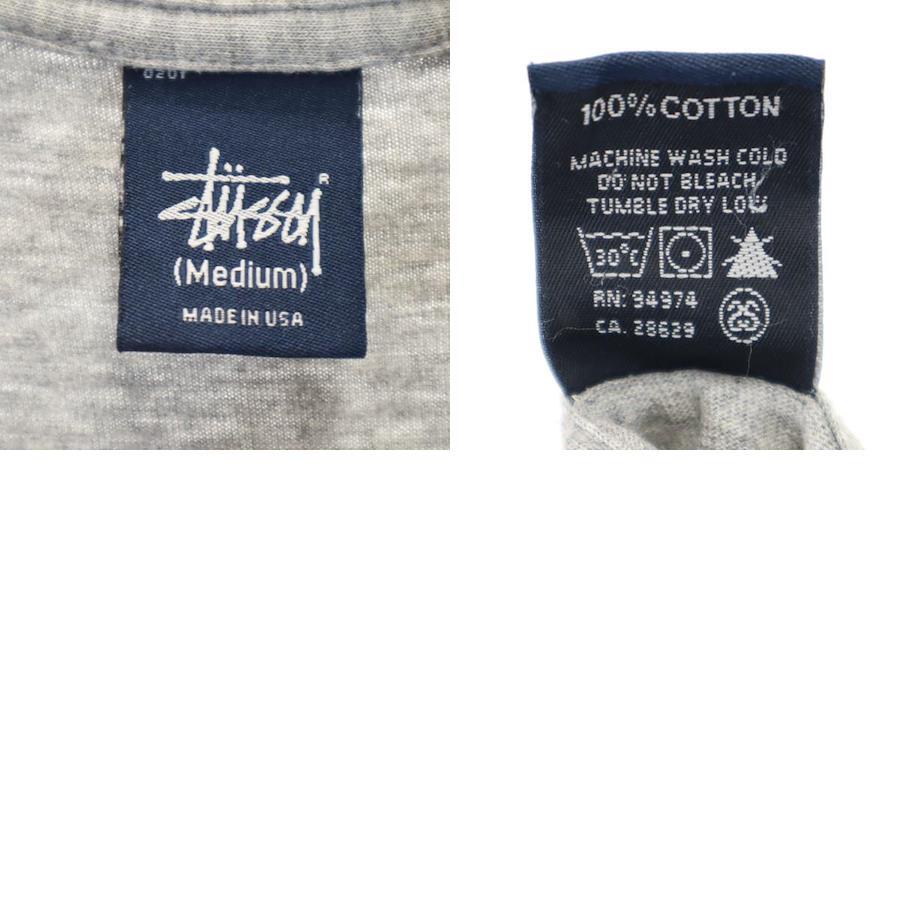 0201
Stüssy
R
(Medium)
MADE IN USA
100% COTTON
MACHINE WASH COLD
DO NOT BLEACH
TUMBLE DRY LOW
30°C
RN: 94974
CA. 28629